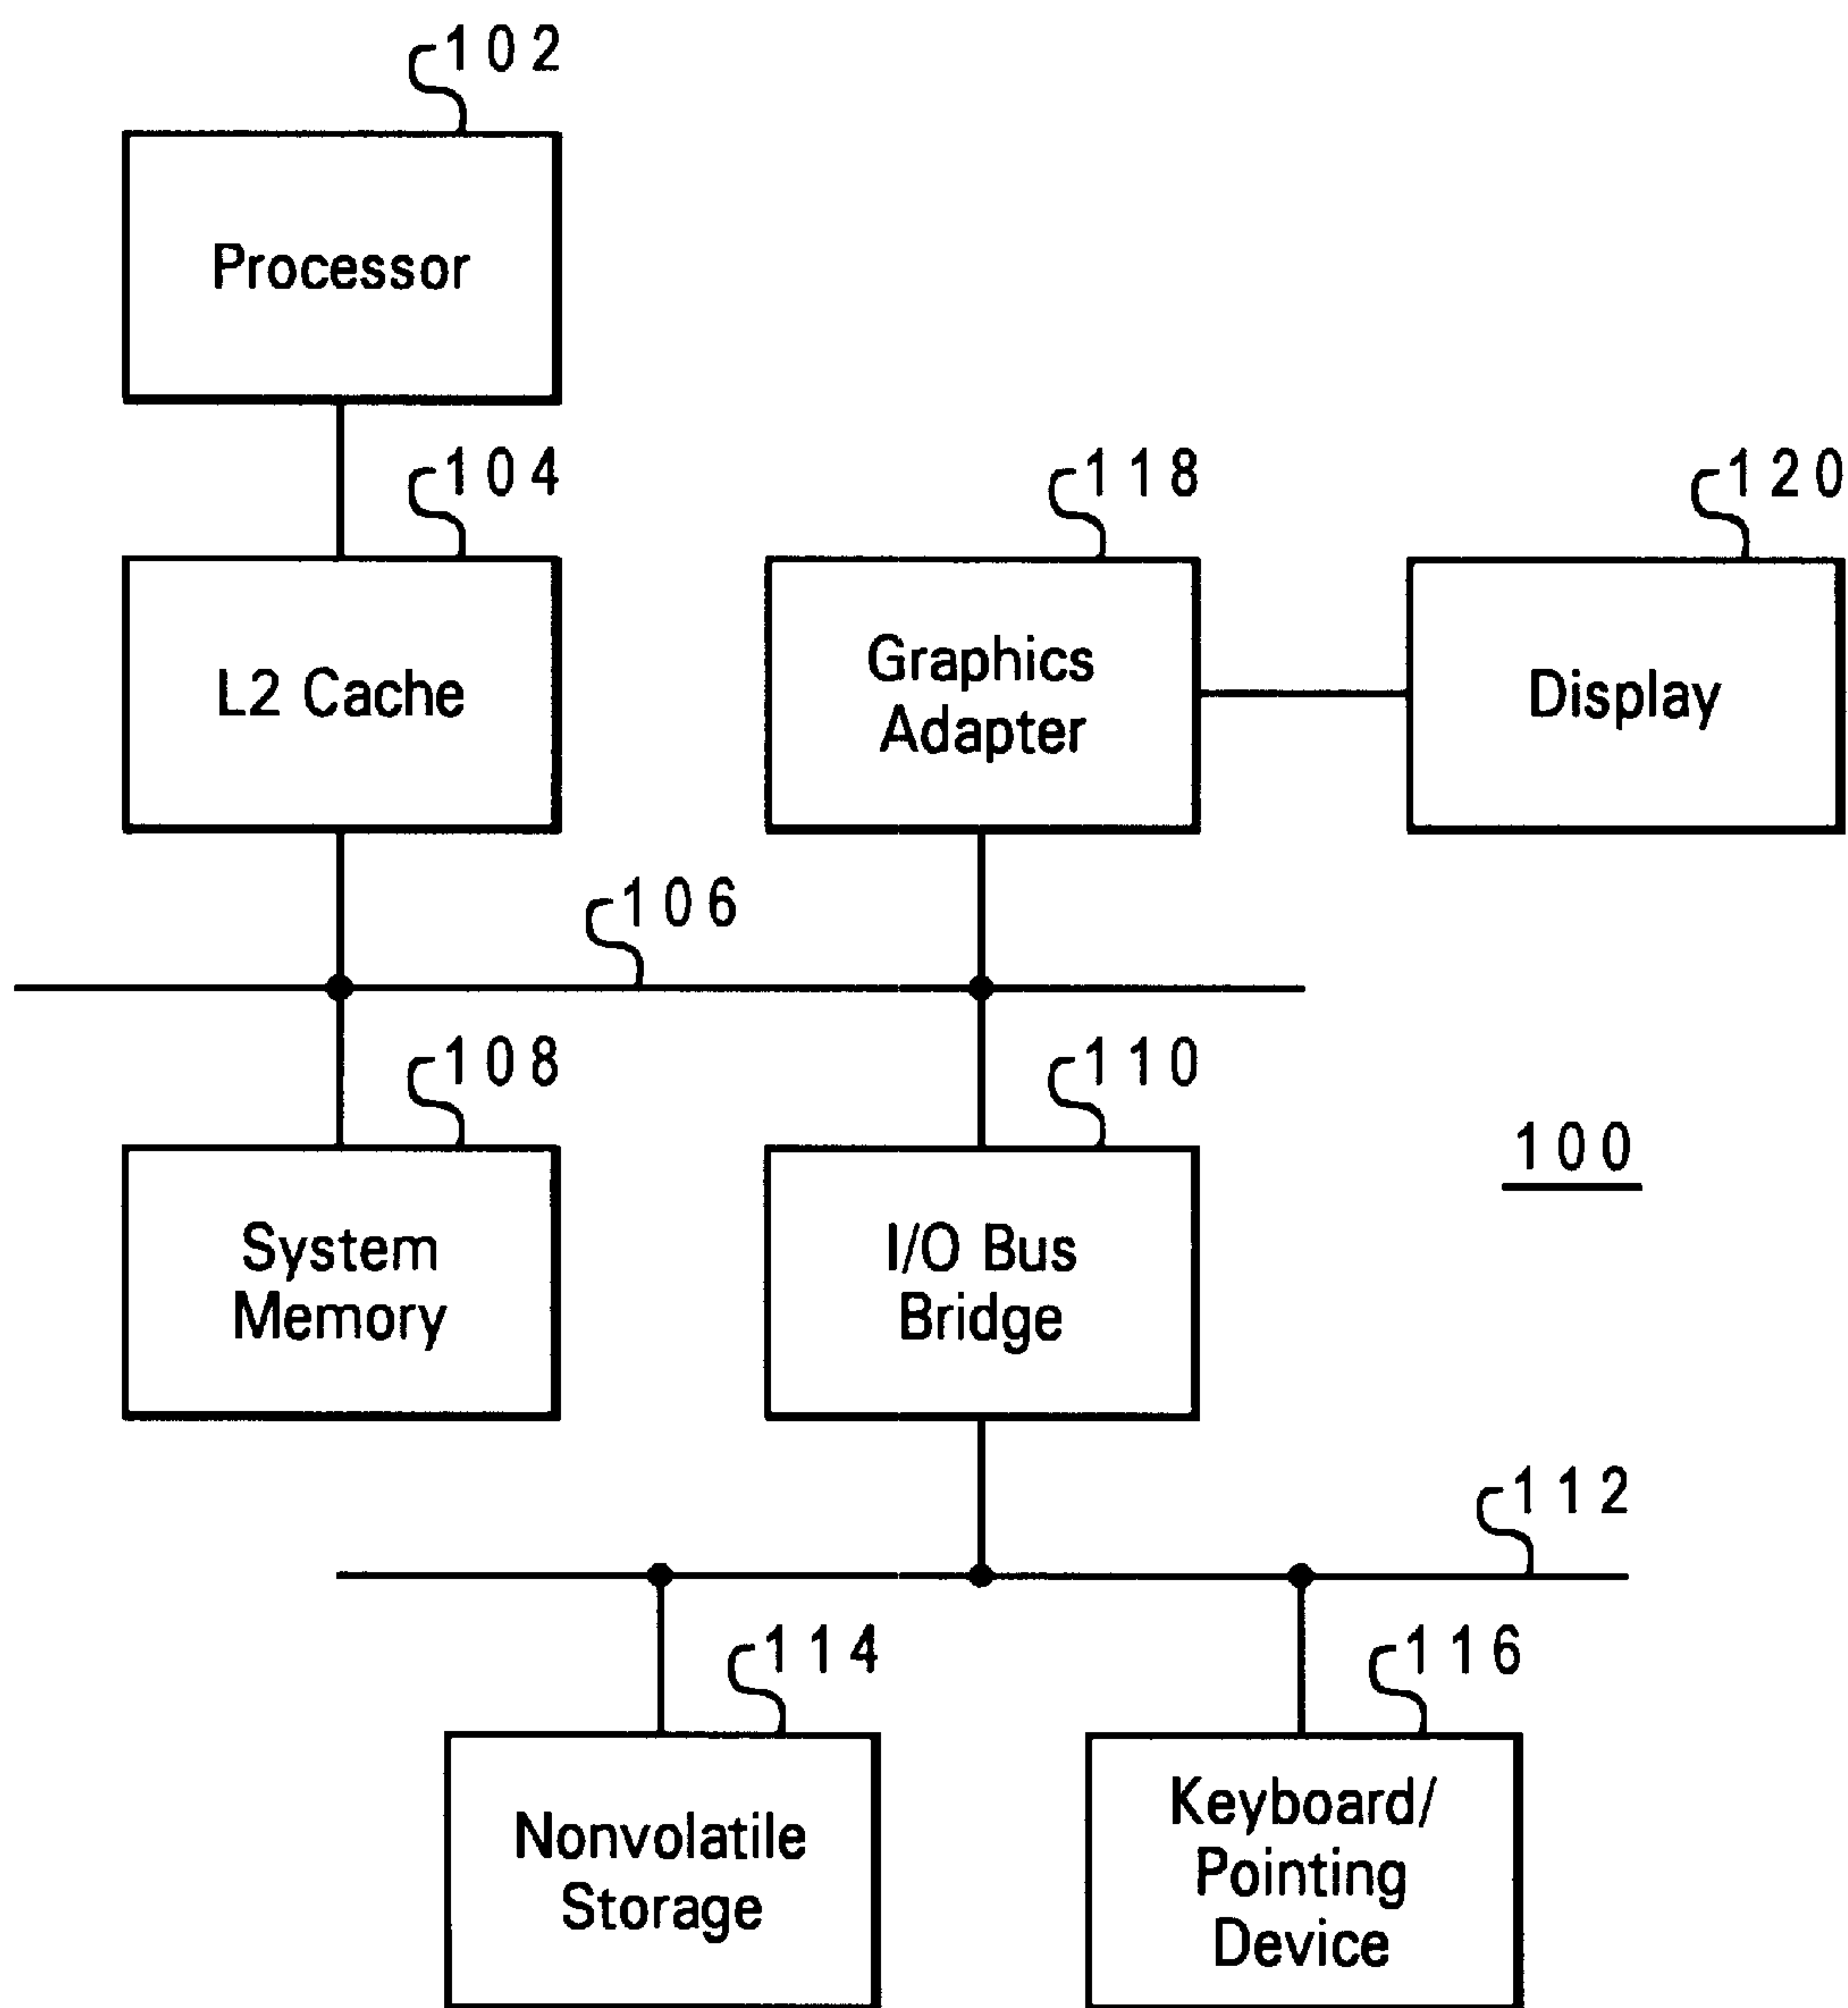 102
Processor
104
118
120
L2 Cache
Graphics
Adapter
Display
106
108
110
100
System
Memory
I/O Bus
Bridge
112
114
116
Nonvolatile
Storage
Keyboard/
Pointing
Device